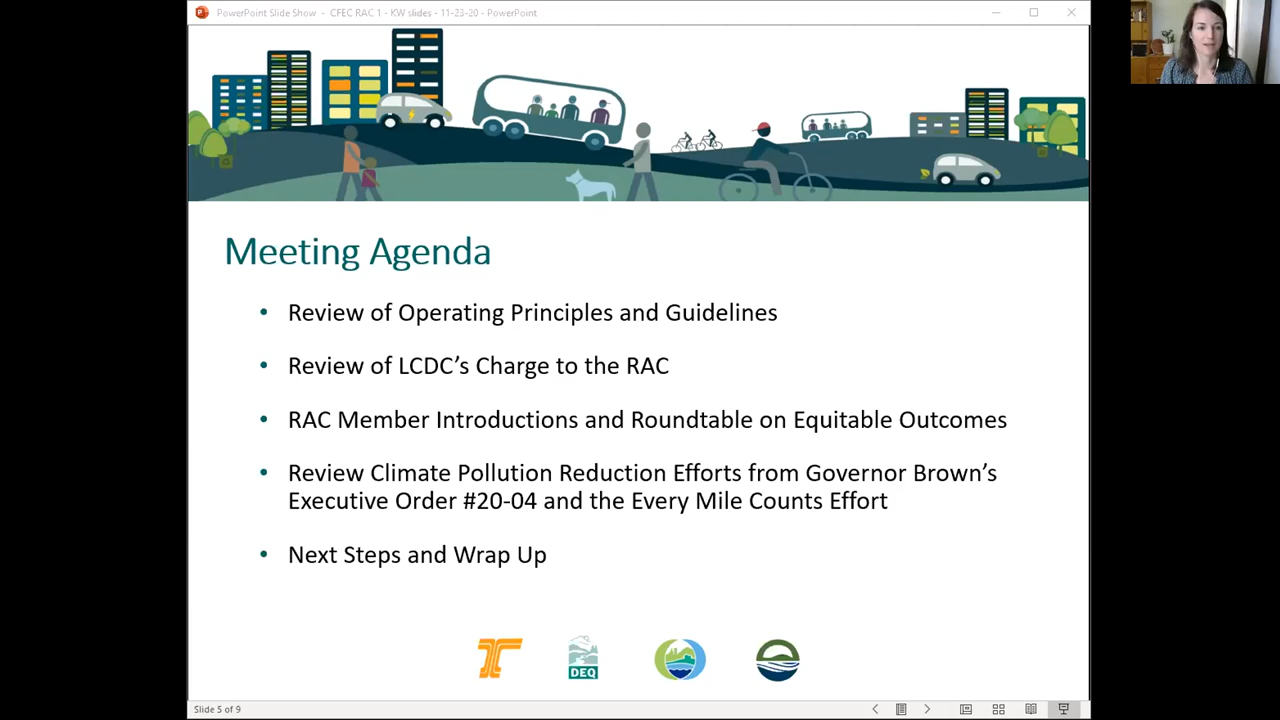 PowerPoint Slide Show - CFEC RAC 1 - KW slides - 11-23-20 - PowerPoint
Meeting Agenda
• Review of Operating Principles and Guidelines
• Review of LCDC’s Charge to the RAC
• RAC Member Introductions and Roundtable on Equitable Outcomes
• Review Climate Pollution Reduction Efforts from Governor Brown’s
Executive Order #20-04 and the Every Mile Counts Effort
• Next Steps and Wrap Up
DEQ
Slide 5 of 9